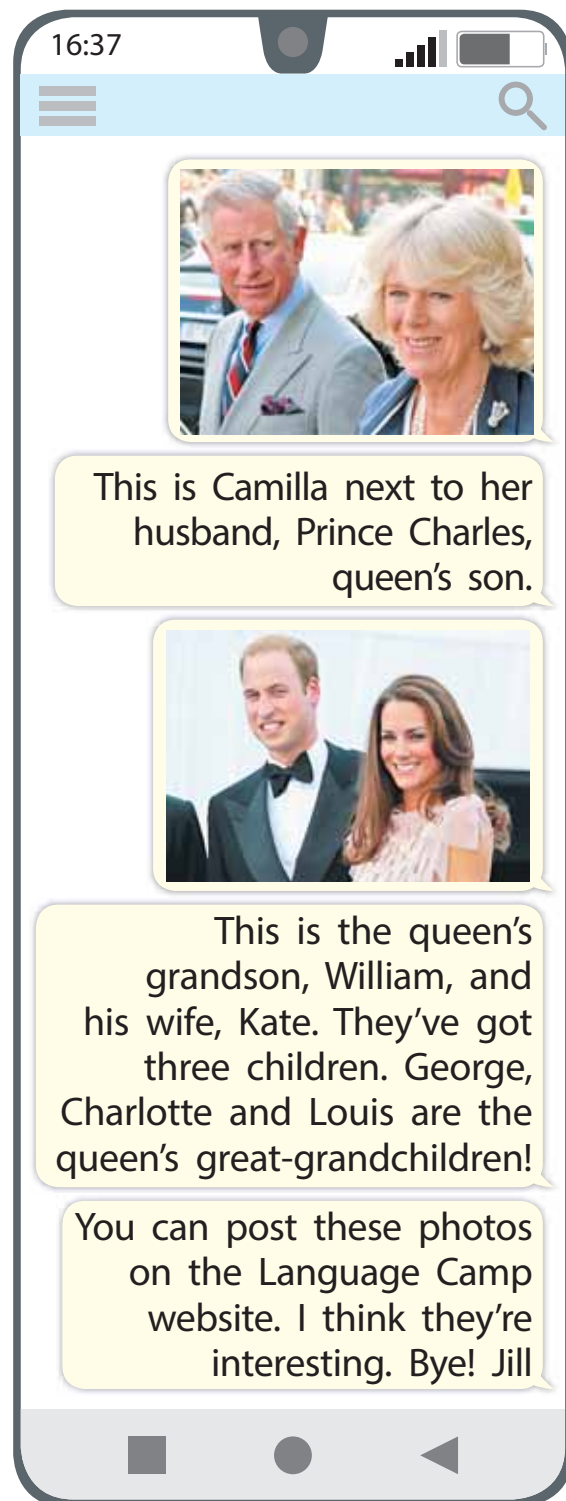 16:37
This is Camilla next to her
husband, Prince Charles,
queen's son.
This is the queen's
grandson, William, and
his wife, Kate. They've got
three children. George,
Charlotte and Louis are the
queen's great-grandchildren!
You can post these photos
on the Language Camp
website. I think they're
interesting. Bye! Jill